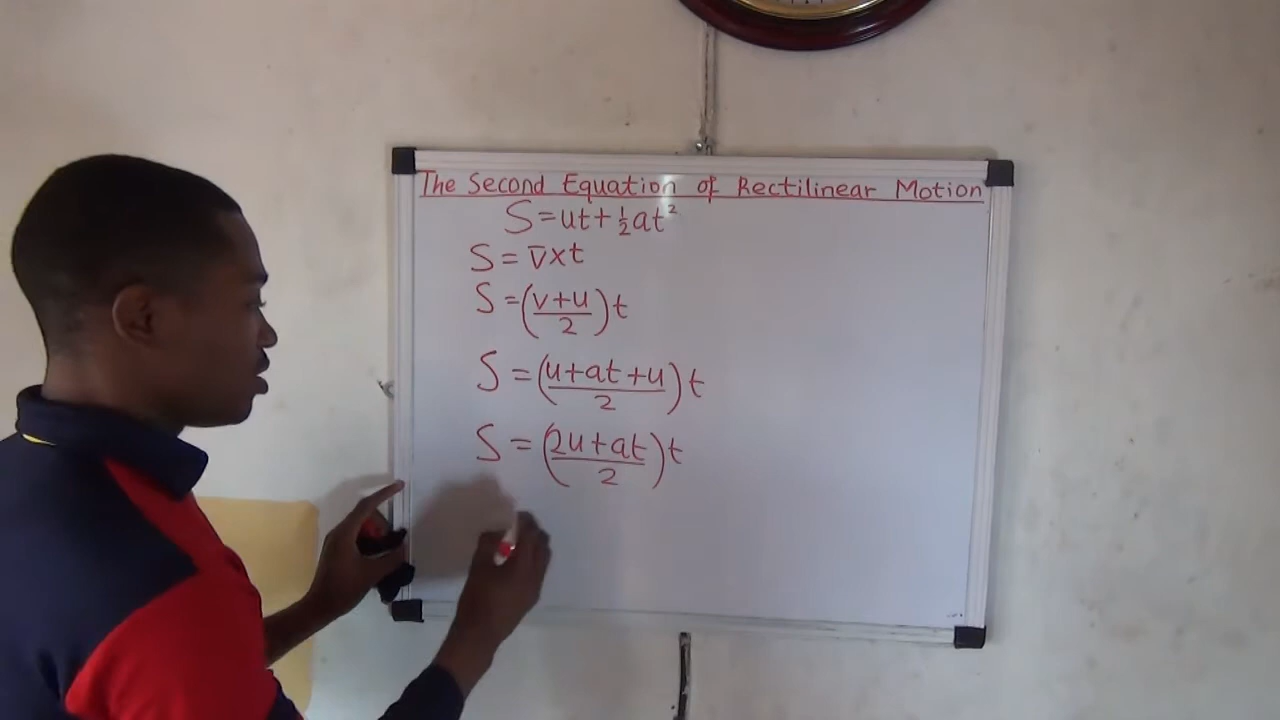 The Second Equation of Rectilinear Motion
S = ut + ½at²
S = v̅ x t
S = (v+u/2)t
S = (u+at+u/2)t
S = (2u+at/2)t